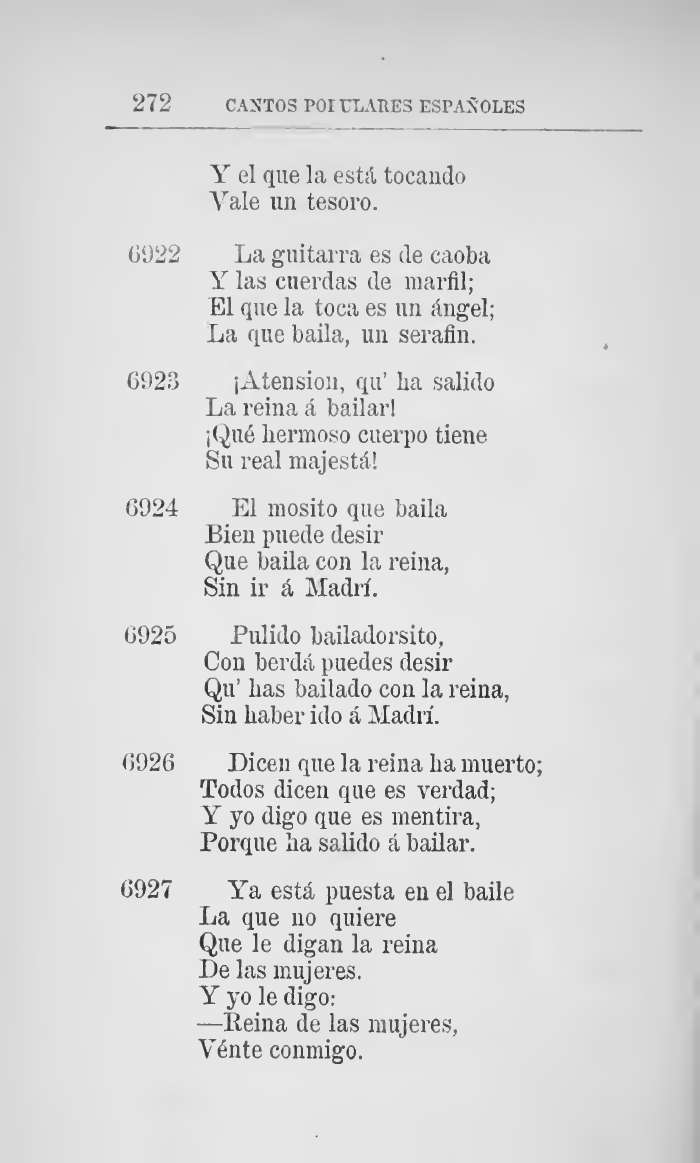 272 CANTOS POPULARES ESPAÑOLES
Y el que la está tocando
Vale un tesoro.
6922 La guitarra es de caoba
Y las cuerdas de marfil;
El que la toca es un ángel;
La que baila, un serafin.
6923 ¡Atension, qu' ha salido
La reina á bailar!
¡Qué hermoso cuerpo tiene
Su real majestá!
6924 El mosito que baila
Bien puede desir
Que baila con la reina,
Sin ir á Madrí.
6925 Pulido bailadorsito,
Con berdá puedes desir
Qu' has bailado con la reina,
Sin haber ido á Madrí.
6926 Dicen que la reina ha muerto;
Todos dicen que es verdad;
Y yo digo que es mentira,
Porque ha salido á bailar.
6927 Ya está puesta en el baile
La que no quiere
Que le digan la reina
De las mujeres.
Y yo le digo:
—Reina de las mujeres,
Vénte conmigo.